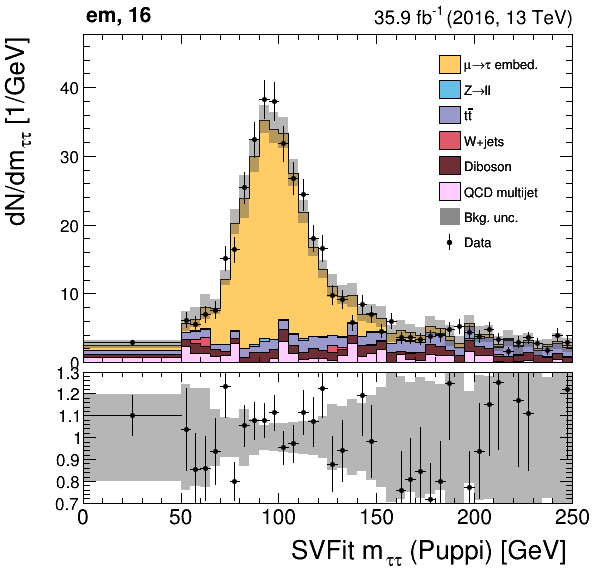 em, 16
35.9 fb⁻¹ (2016, 13 TeV)
dN/dm_ττ [1/GeV]
40
30
20
10
0
μ→τ embed.
Z→ll
tt̅
W+jets
Diboson
QCD multijet
Bkg. unc.
Data
1.3
1.2
1.1
1
0.9
0.8
0.7
0 50 100 150 200 250
SVFit m_ττ (Puppi) [GeV]